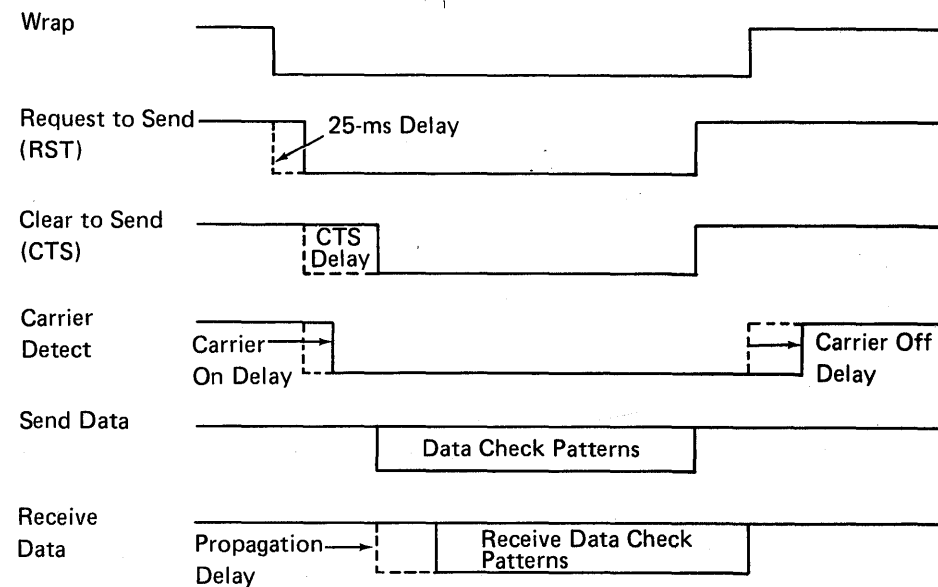 Wrap
Request to Send
(RST)
25-ms Delay
Clear to Send
(CTS)
CTS
Delay
Carrier
Detect
Carrier
On Delay
Carrier Off
Delay
Send Data
Data Check Patterns
Receive
Data
Propagation
Delay
Receive Data Check
Patterns